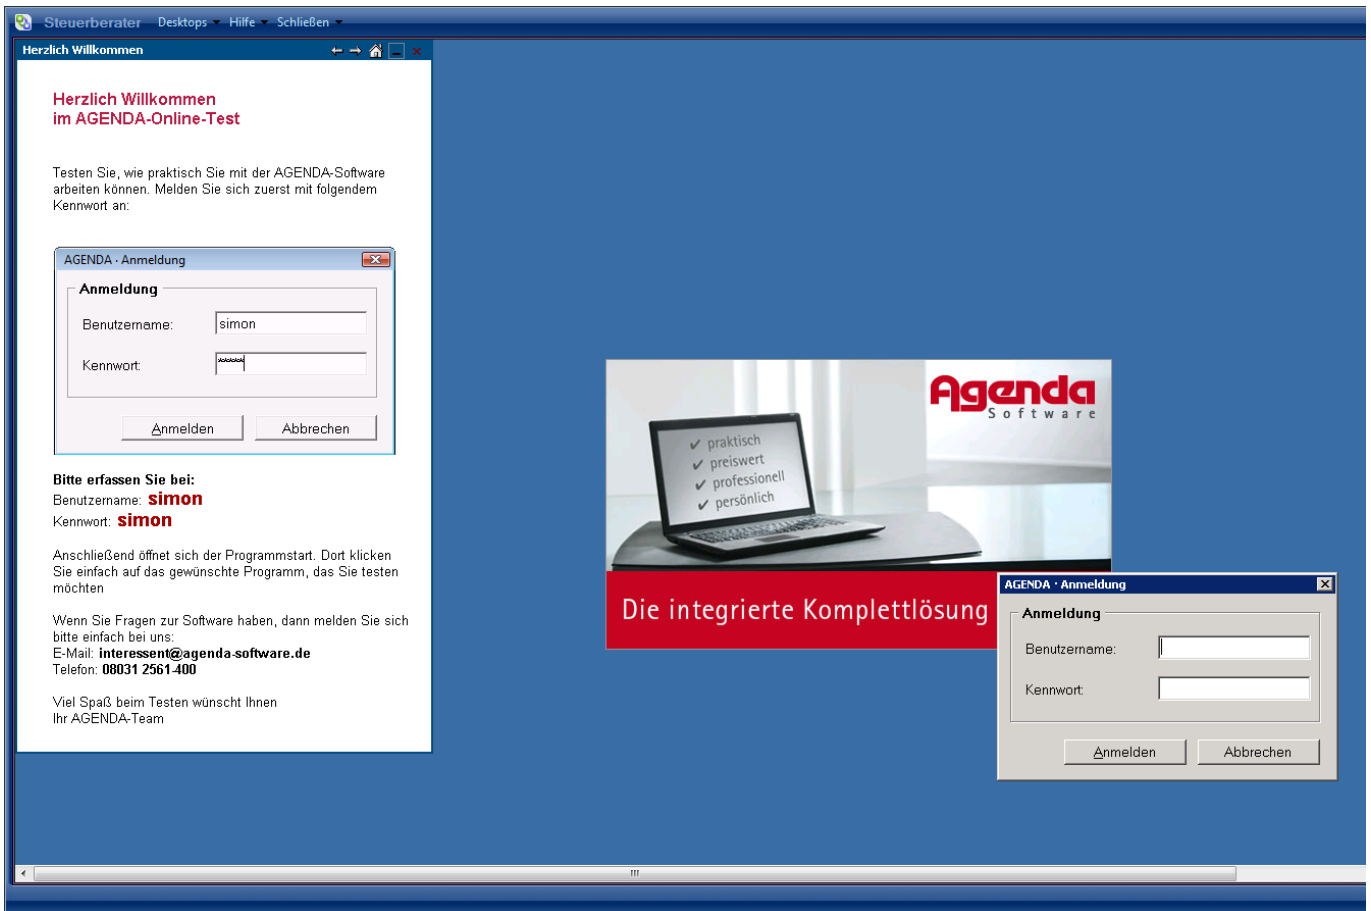 Steuerberater Desktops Hilfe Schließen
Herzlich Willkommen
Herzlich Willkommen
im AGENDA-Online-Test
Testen Sie, wie praktisch Sie mit der AGENDA-Software
arbeiten können. Melden Sie sich zuerst mit folgendem
Kennwort an:
AGENDA · Anmeldung
Anmeldung
Benutzername: simon
Kennwort: *****
Anmelden Abbrechen
Bitte erfassen Sie bei:
Benutzername: simon
Kennwort: simon
Anschließend öffnet sich der Programmstart. Dort klicken
Sie einfach auf das gewünschte Programm, das Sie testen
möchten
Wenn Sie Fragen zur Software haben, dann melden Sie sich
bitte einfach bei uns:
E-Mail: interessent@agenda-software.de
Telefon: 08031 2561-400
Viel Spaß beim Testen wünscht Ihnen
Ihr AGENDA-Team
Agenda
Software
✓ praktisch
✓ preiswert
✓ professionell
✓ persönlich
Die integrierte Komplettlösung
AGENDA · Anmeldung
Anmeldung
Benutzername:
Kennwort:
Anmelden Abbrechen